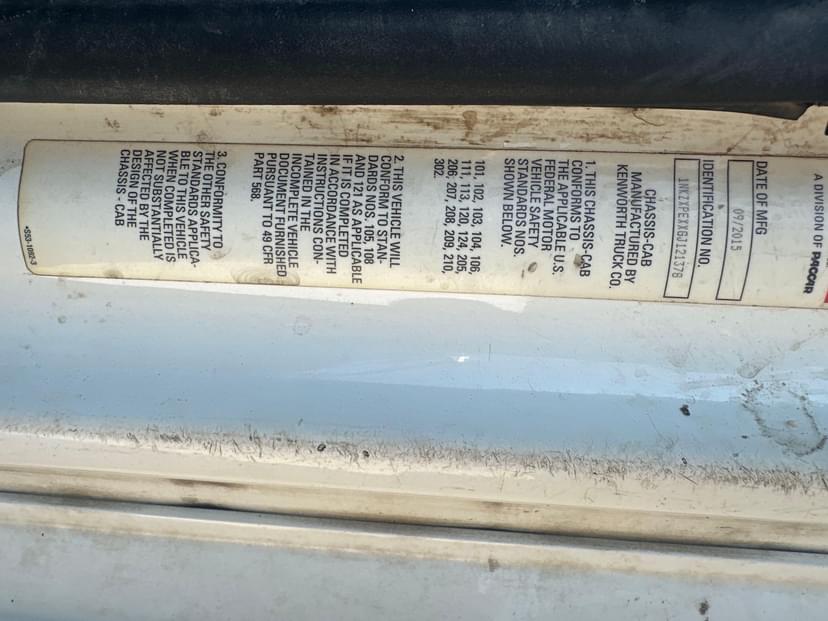 A DIVISION OF PACCAR
DATE OF MFG
09/2015
IDENTIFICATION NO.
1NKZXPEXXGJ121378
CHASSIS-CAB
MANUFACTURED BY
KENWORTH TRUCK CO.
1. THIS CHASSIS-CAB
CONFORMS TO
THE APPLICABLE U.S.
FEDERAL MOTOR
VEHICLE SAFETY
STANDARDS NOS.
SHOWN BELOW.
101, 102, 103, 104, 106,
111, 113, 120, 124, 205,
206, 207, 208, 209, 210,
302.
2. THIS VEHICLE WILL
CONFORM TO STAN-
DARDS NOS. 105, 108
AND 121 AS APPLICABLE
IF IT IS COMPLETED
IN ACCORDANCE WITH
INSTRUCTIONS CON-
TAINED IN THE
INCOMPLETE VEHICLE
DOCUMENT FURNISHED
PURSUANT TO 49 CFR
PART 568.
3. CONFORMITY TO
THE OTHER SAFETY
STANDARDS APPLICA-
BLE TO THIS VEHICLE
WHEN COMPLETED IS
NOT SUBSTANTIALLY
AFFECTED BY THE
DESIGN OF THE
CHASSIS - CAB
•S53-1092-3